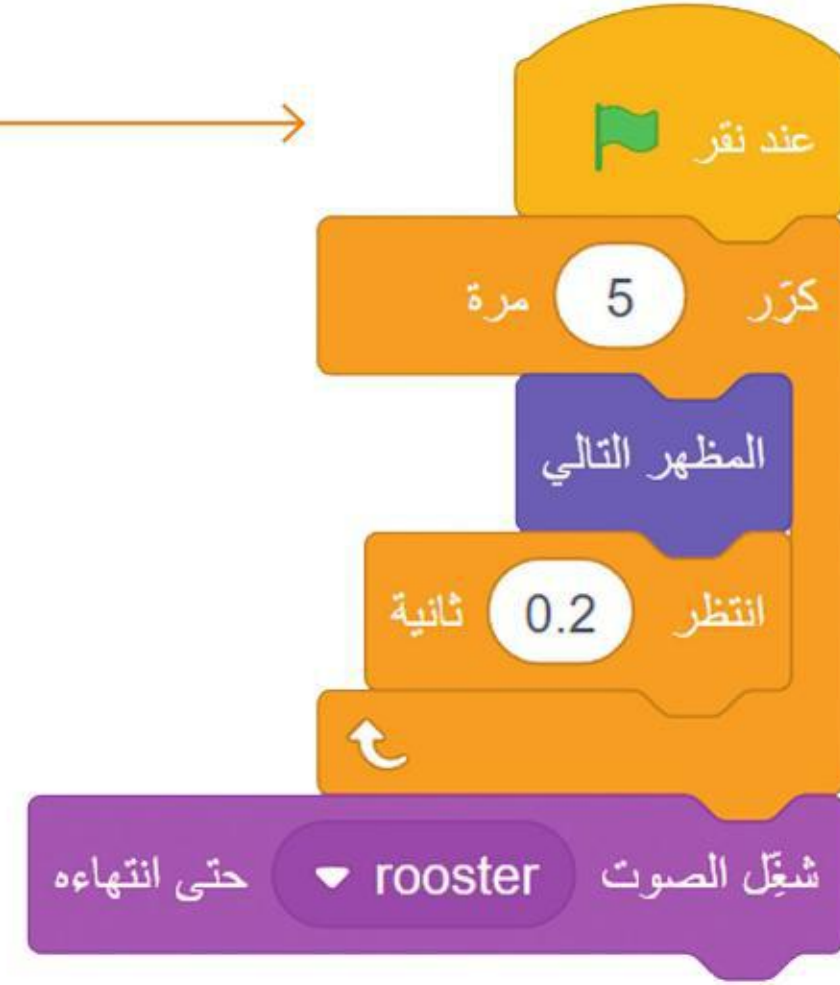 عند نقر
كرّر 5 مرة
المظهر التالي
انتظر 0.2 ثانية
شغّل الصوت rooster حتى انتهاءه